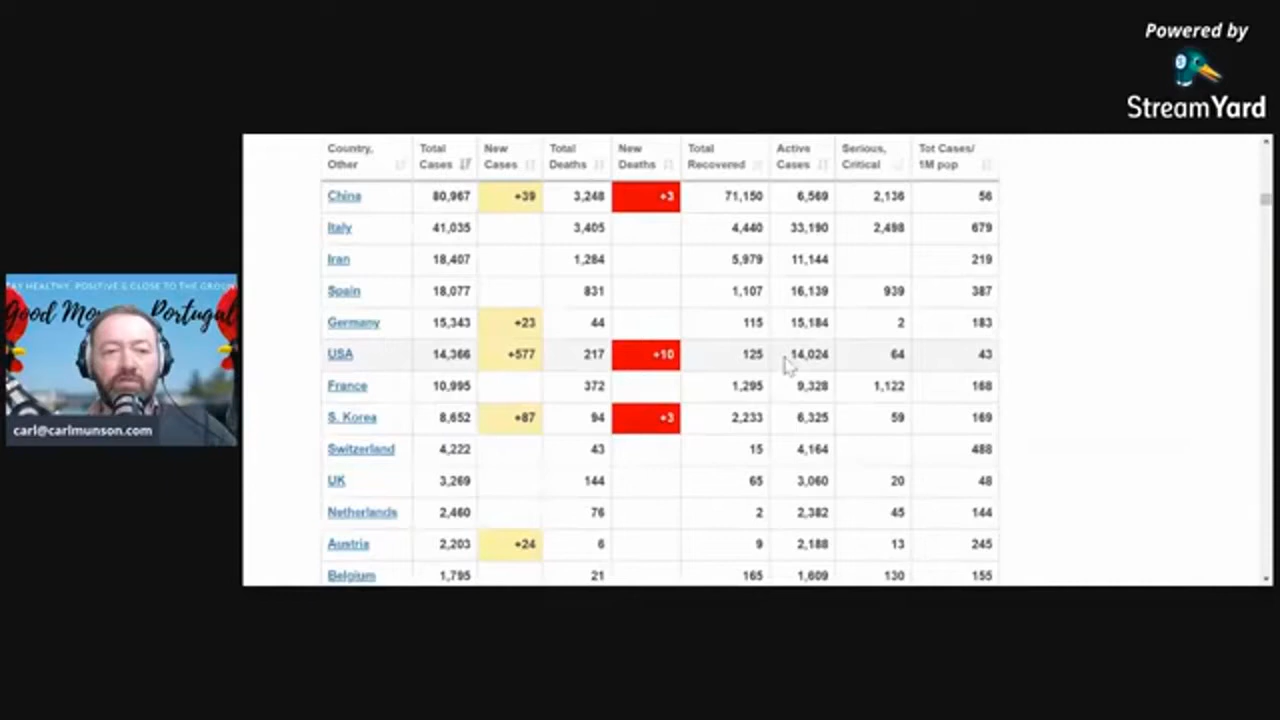 Powered by
StreamYard
Country, Other Total Cases New Cases Total Deaths New Deaths Total Recovered Active Cases Serious, Critical Tot Cases/ 1M pop
China 80,967 +39 3,248 +3 71,150 6,569 2,136 56
Italy 41,035 3,405 4,440 33,190 2,498 679
Iran 18,407 1,284 5,979 11,144 219
Spain 18,077 831 1,107 16,139 939 387
Germany 15,343 +23 44 115 15,184 2 183
USA 14,366 +577 217 +10 125 14,024 64 43
France 10,995 372 1,295 9,328 1,122 168
S. Korea 8,652 +87 94 +3 2,233 6,325 59 169
Switzerland 4,222 43 15 4,164 488
UK 3,269 144 65 3,060 20 48
Netherlands 2,460 76 2 2,382 45 144
Austria 2,203 +24 6 9 2,188 13 245
Belgium 1,795 21 165 1,609 130 155
HEALTHY, POSITIVE & CLOSE TO THE
Good Portugal
carl@carlmunson.com